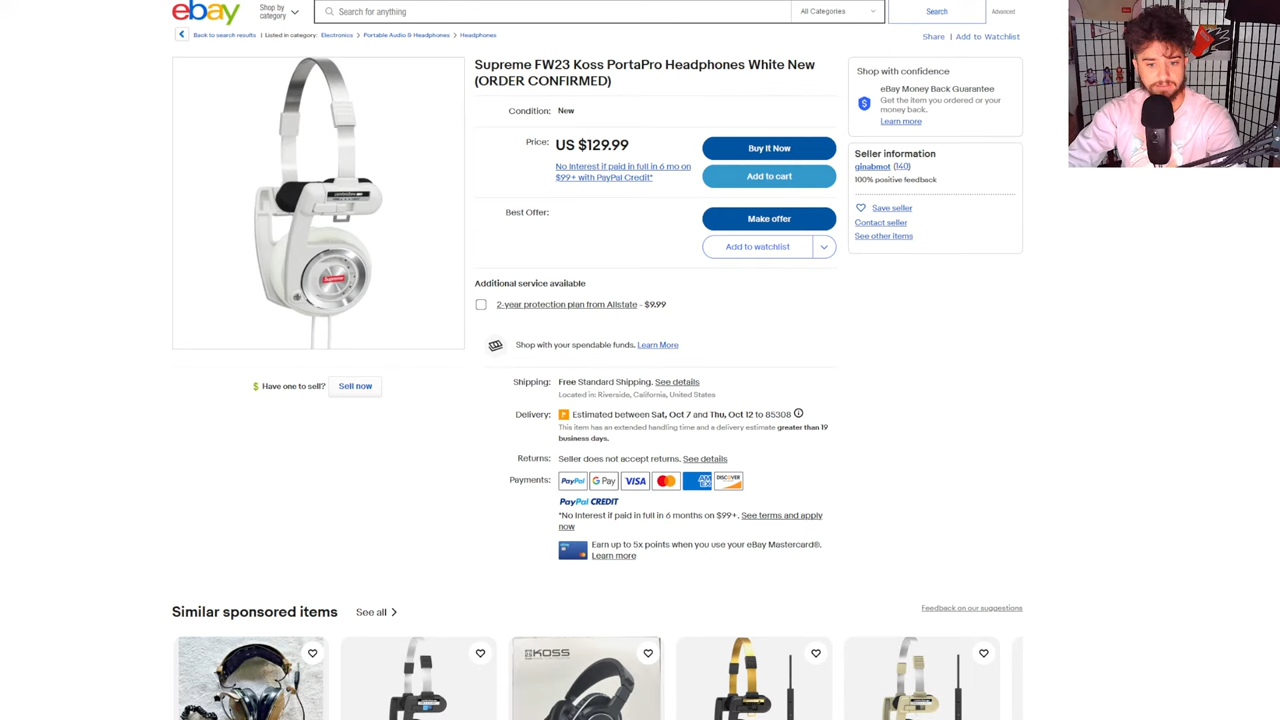 ebay
Shop by
category
Search for anything
All Categories
Search
Advanced
Back to search results
Listed in category:
Electronics
Portable Audio & Headphones
Headphones
Share
Add to Watchlist
Supreme FW23 Koss PortaPro Headphones White New
(ORDER CONFIRMED)
Condition: New
Price: US $129.99
No Interest if paid in full in 6 mo on
$99+ with PayPal Credit*
Buy It Now
Add to cart
Best Offer:
Make offer
Add to watchlist
Additional service available
2-year protection plan from Allstate - $9.99
Shop with your spendable funds. Learn More
Shipping: Free Standard Shipping. See details
Located in: Riverside, California, United States
Delivery: Estimated between Sat, Oct 7 and Thu, Oct 12 to 85308
This item has an extended handling time and a delivery estimate greater than 19
business days.
Returns: Seller does not accept returns. See details
Payments: PayPal G Pay VISA AM EX DISCOVER
PayPal CREDIT
*No Interest if paid in full in 6 months on $99+. See terms and apply
now
Earn up to 5x points when you use your eBay Mastercard®.
Learn more
Shop with confidence
eBay Money Back Guarantee
Get the item you ordered or your
money back.
Learn more
Seller information
ginabmot (140)
100% positive feedback
Save seller
Contact seller
See other items
Supreme
$ Have one to sell? Sell now
Similar sponsored items
See all
Feedback on our suggestions
KOSS